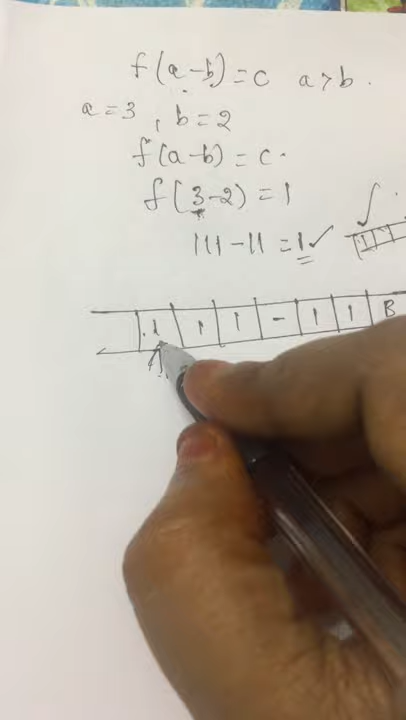 f(a-b) = c a > b.
a = 3, b = 2
f(a-b) = c.
f(3-2) = 1
111 - 11 = 1 ✓
1 1 1 - 1 1 B